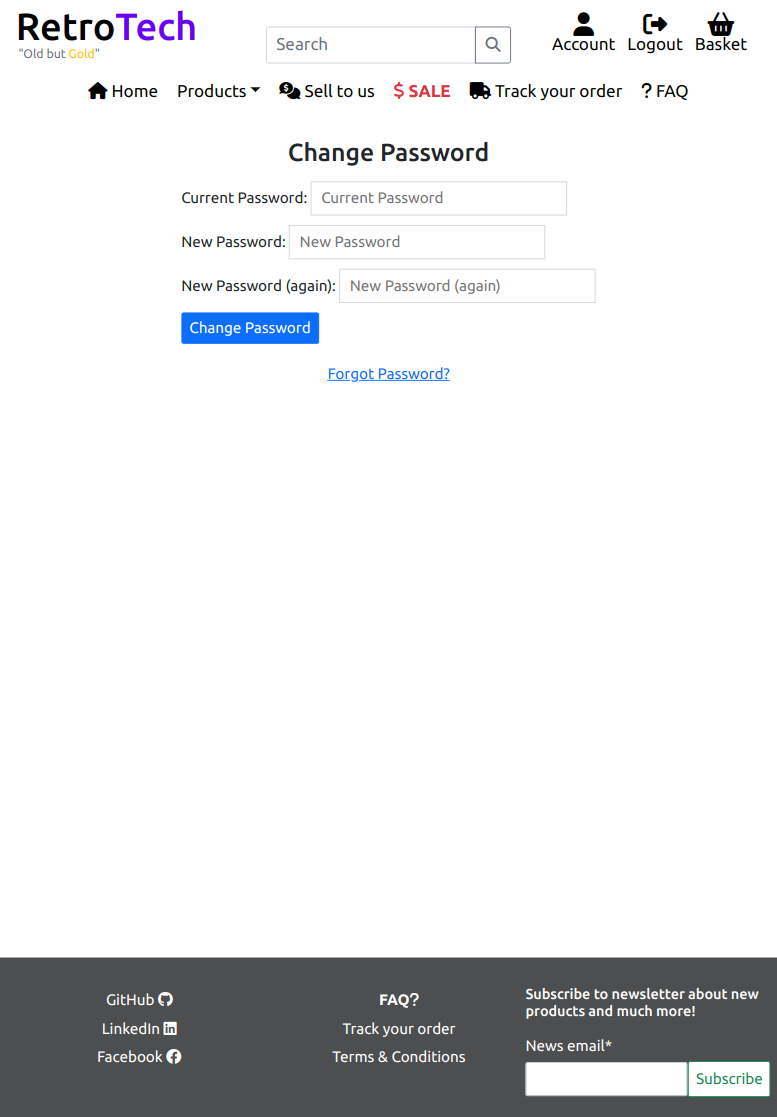 RetroTech
"Old but Gold"
Search
Account Logout Basket
Home Products Sell to us $ SALE Track your order ? FAQ
Change Password
Current Password: Current Password
New Password: New Password
New Password (again): New Password (again)
Change Password
Forgot Password?
GitHub
LinkedIn
Facebook
FAQ?
Track your order
Terms & Conditions
Subscribe to newsletter about new
products and much more!
News email*
Subscribe